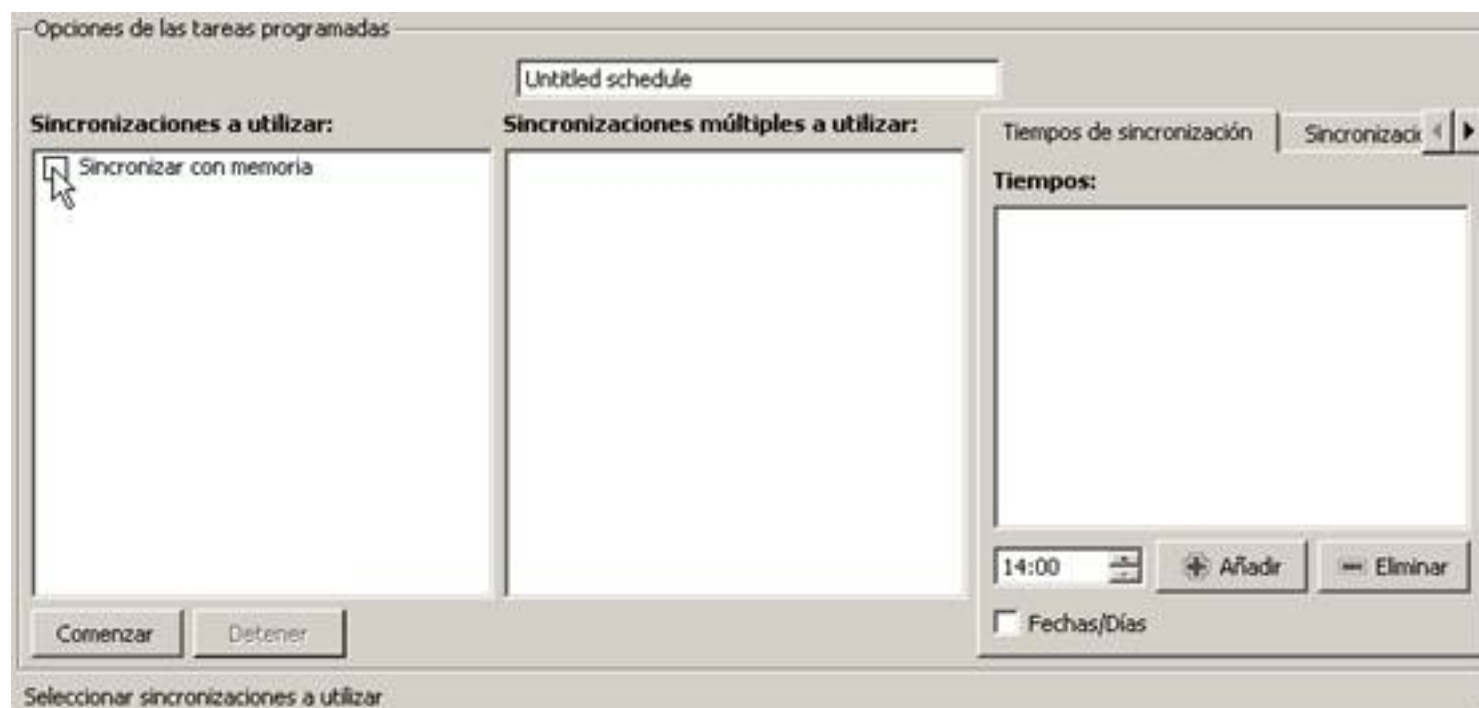 Opciones de las tareas programadas
Untitled schedule
Sincronizaciones a utilizar:
Sincronizar con memoria
Comenzar
Detener
Sincronizaciones múltiples a utilizar:
Tiempos de sincronización
Tiempos:
14:00
Añadir
Eliminar
Fechas/Días
Seleccionar sincronizaciones a utilizar